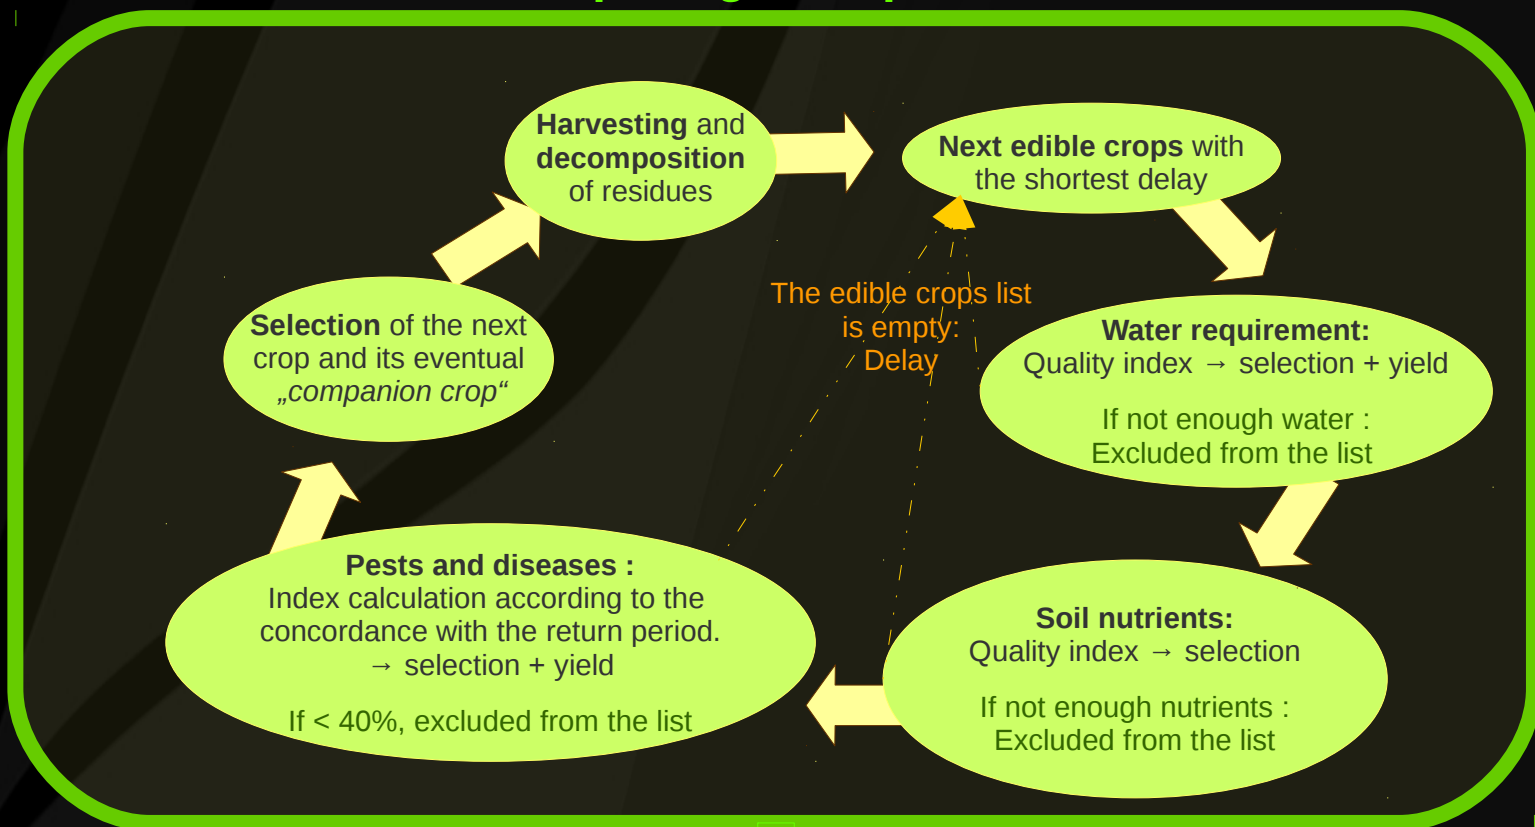 Harvesting and
decomposition
of residues
Next edible crops with
the shortest delay
Selection of the next
crop and its eventual
„companion crop“
The edible crops list
is empty:
Delay
Water requirement:
Quality index → selection + yield
If not enough water :
Excluded from the list
Pests and diseases :
Index calculation according to the
concordance with the return period.
→ selection + yield
If < 40%, excluded from the list
Soil nutrients:
Quality index → selection
If not enough nutrients :
Excluded from the list